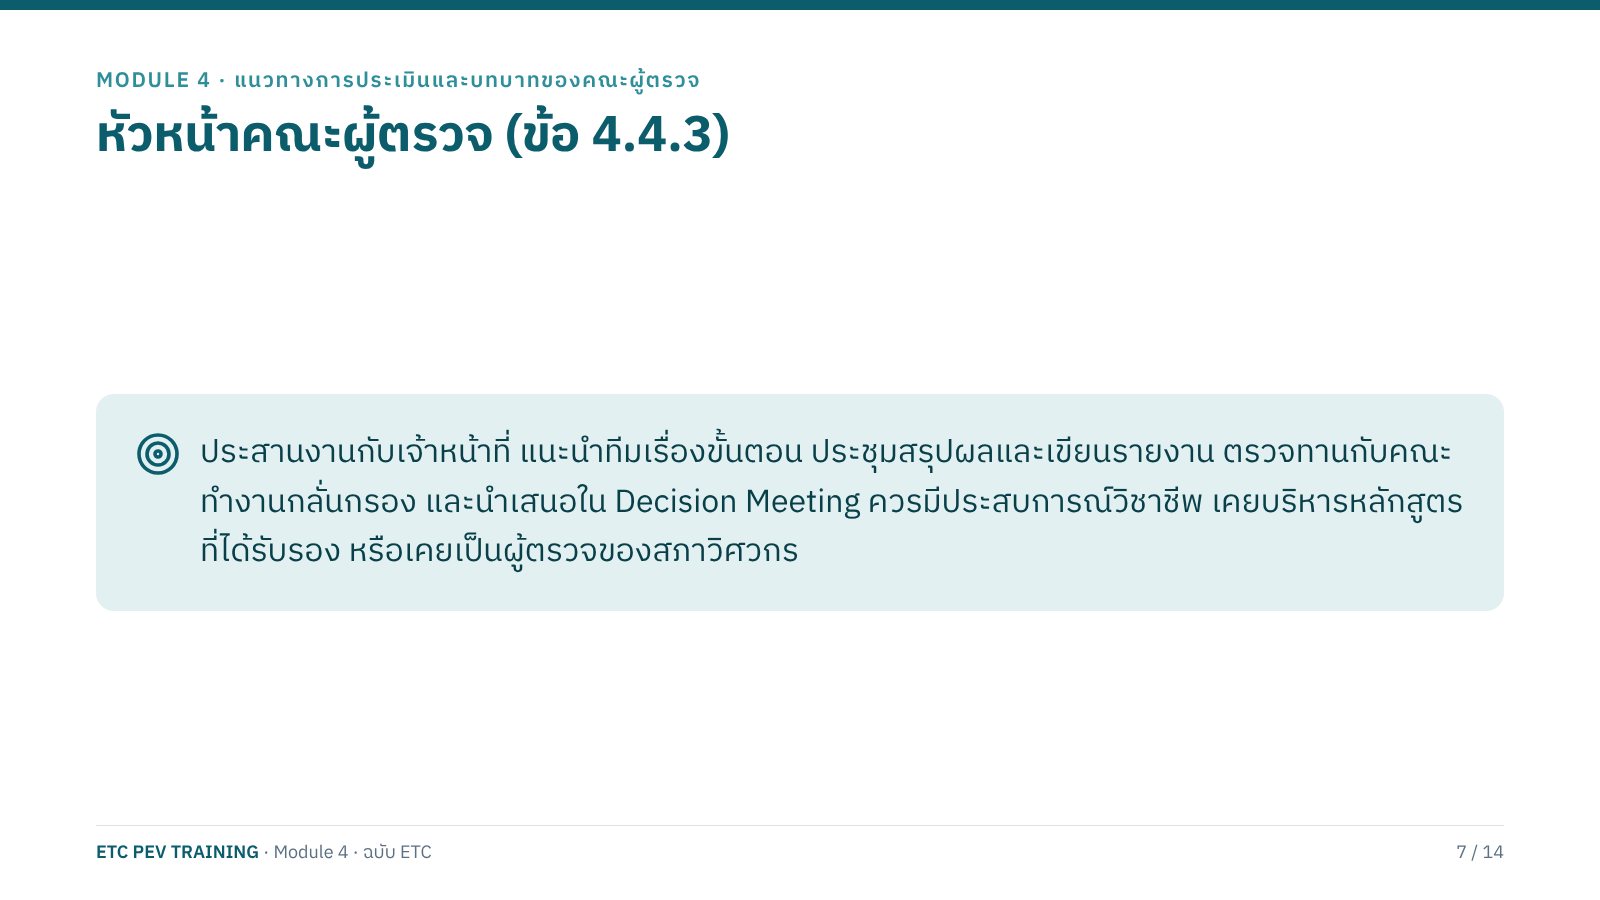 MODULE 4 · แนวทางการประเมินและบทบาทของคณะผู้ตรวจ
หัวหน้าคณะผู้ตรวจ (ข้อ 4.4.3)
ประสานงานกับเจ้าหน้าที่ แนะนำทีมเรื่องขั้นตอน ประชุมสรุปผลและเขียนรายงาน ตรวจทานกับคณะ
ทำงานกลั่นกรอง และนำเสนอใน Decision Meeting ควรมีประสบการณ์วิชาชีพ เคยบริหารหลักสูตร
ที่ได้รับรอง หรือเคยเป็นผู้ตรวจของสภาวิศวกร
ETC PEV TRAINING · Module 4 · ฉบับ ETC
7 / 14